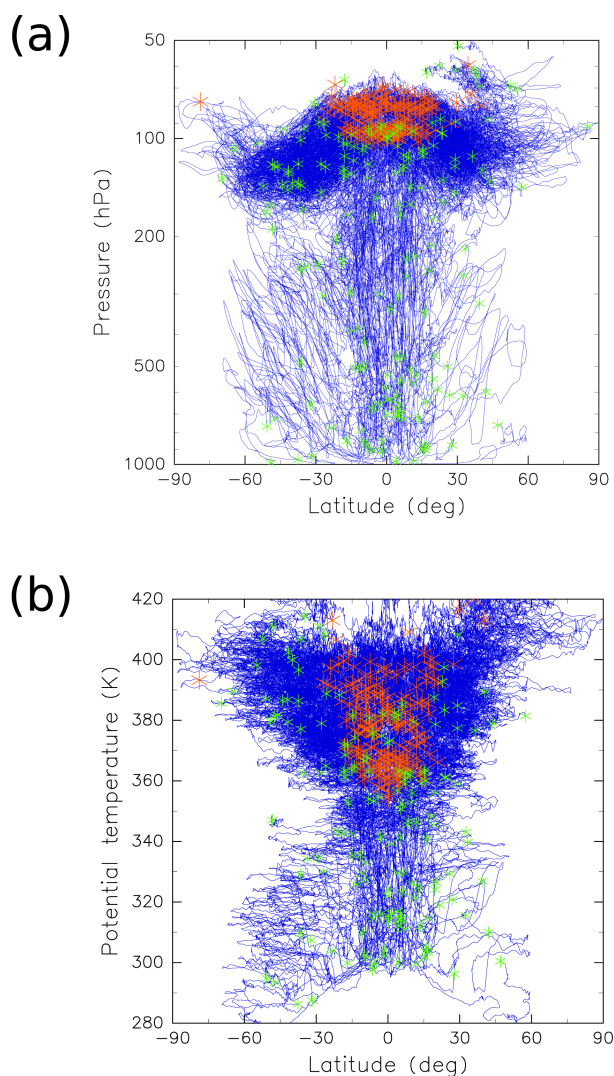 (a)
50
100
200
500
1000
Pressure (hPa)
−90 −60 −30 0 30 60 90
Latitude (deg)
(b)
420
400
380
360
340
320
300
280
Potential temperature (K)
−90 −60 −30 0 30 60 90
Latitude (deg)